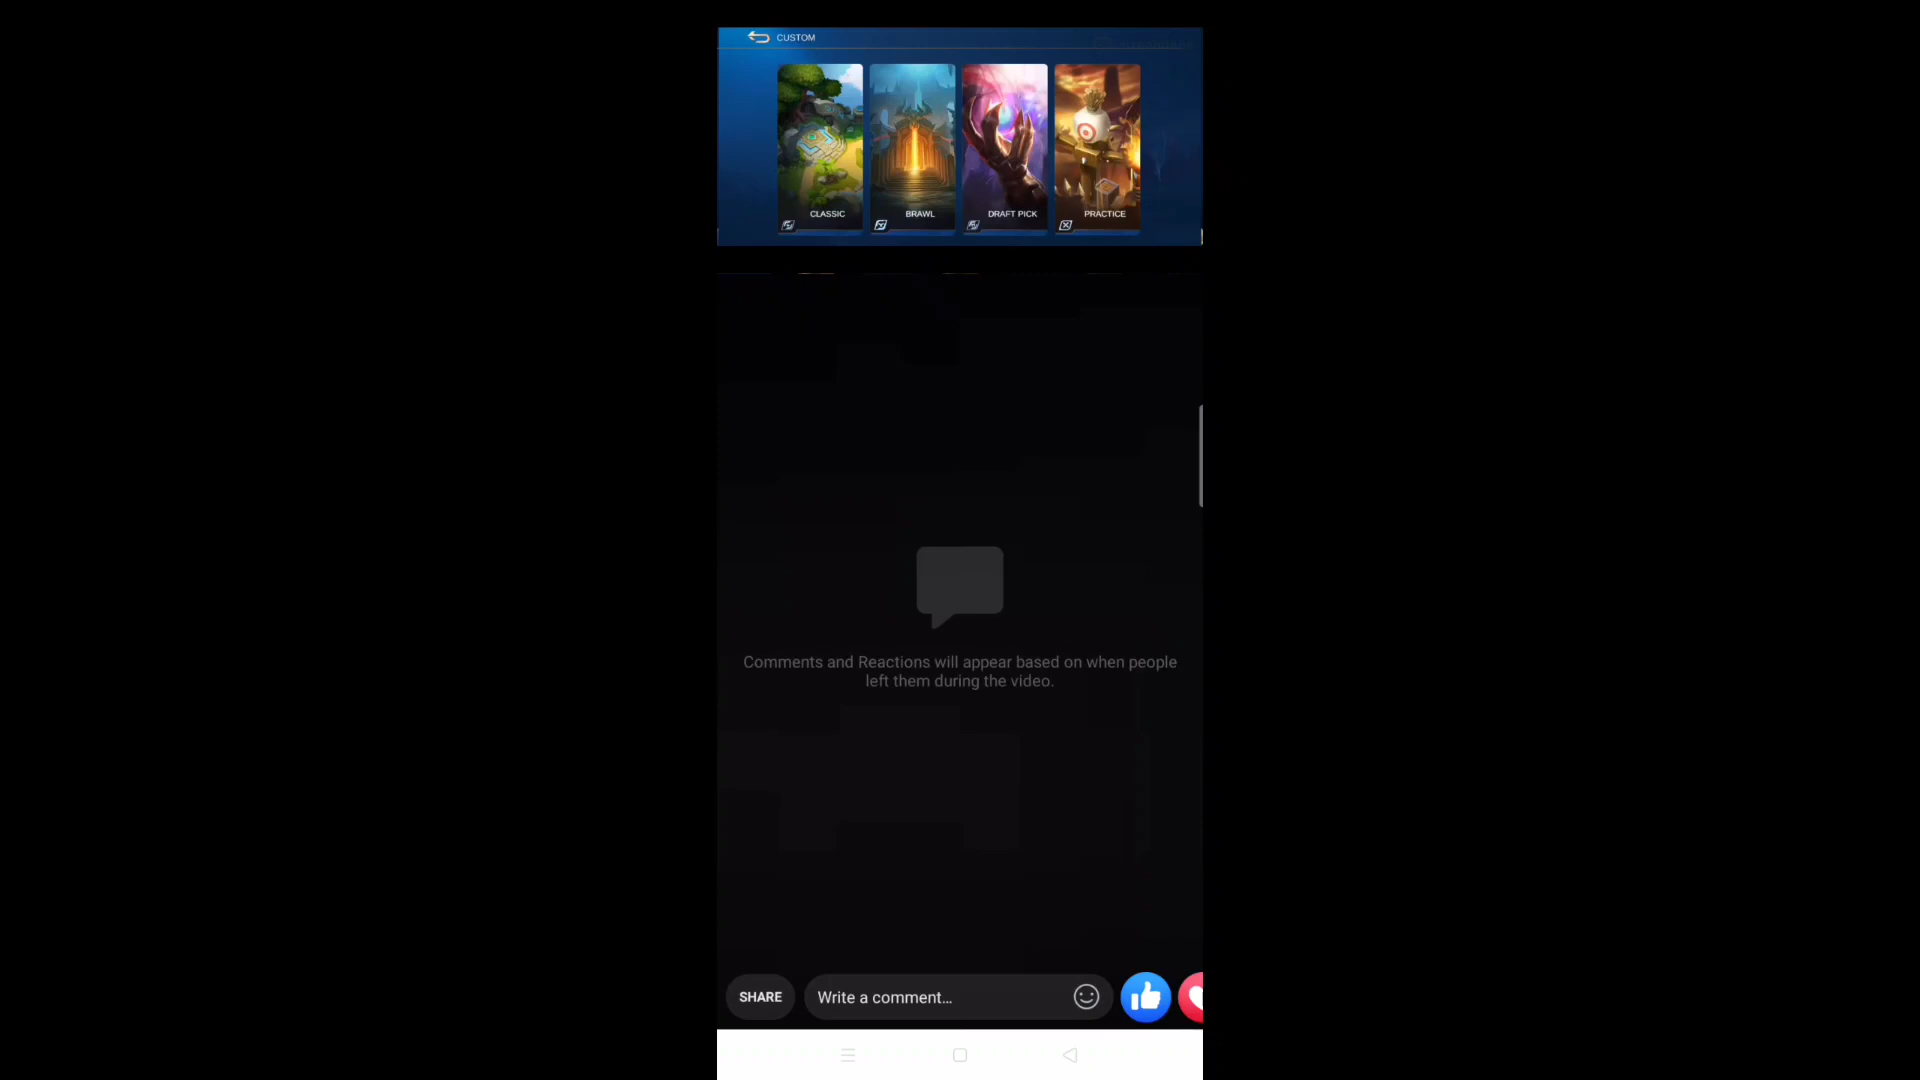 CUSTOM
CLASSIC
BRAWL
DRAFT PICK
PRACTICE
Comments and Reactions will appear based on when people
left them during the video.
SHARE
Write a comment...